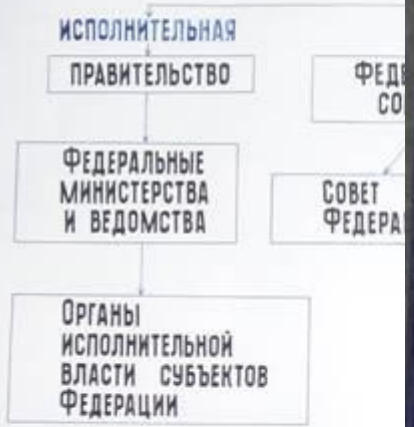 ИСПОЛНИТЕЛЬНАЯ
ПРАВИТЕЛЬСТВО
ФЕДЕРАЛЬНЫЕ
МИНИСТЕРСТВА
И ВЕДОМСТВА
ОРГАНЫ
ИСПОЛНИТЕЛЬНОЙ
ВЛАСТИ СУБЪЕКТОВ
ФЕДЕРАЦИИ
СОВЕТ